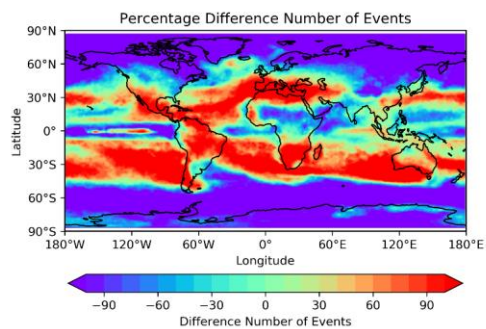 Percentage Difference Number of Events
90°N
60°N
30°N
0°
30°S
60°S
90°S
Latitude
180°W 120°W 60°W 0° 60°E 120°E 180°E
Longitude
−90 −60 −30 0 30 60 90
Difference Number of Events